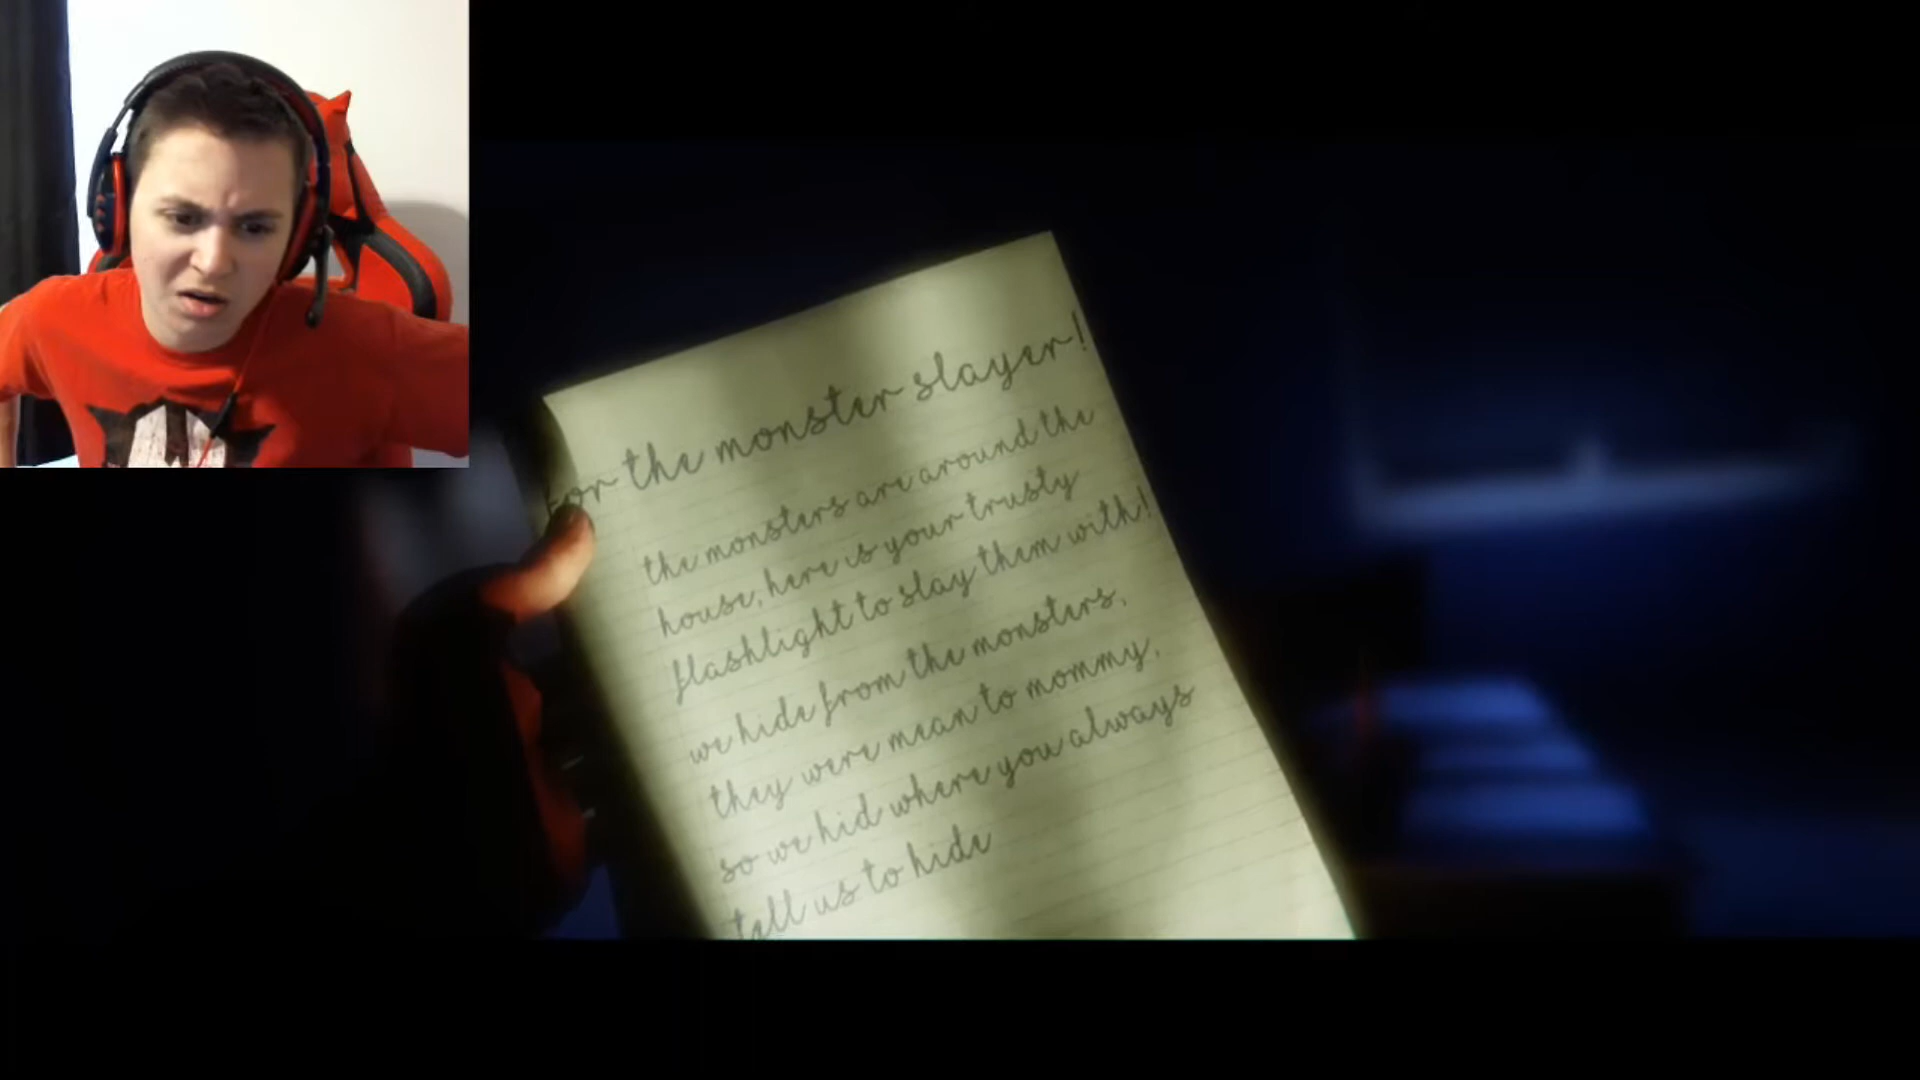 For the monster slayer!
the monsters are around the
house, here is your trusty
flashlight to slay them with!
we hide from the monsters,
they were mean to mommy,
so we hid where you always
tell us to hide